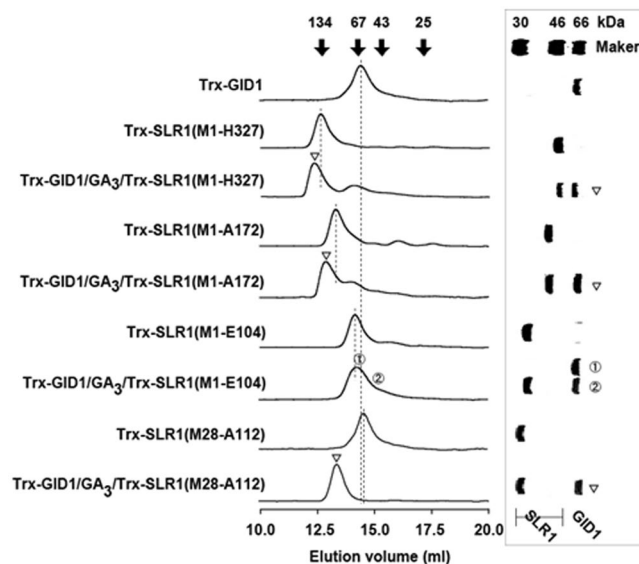 134 67 43 25 30 46 66 kDa
Maker
Trx-GID1
Trx-SLR1(M1-H327)
Trx-GID1/GA3/Trx-SLR1(M1-H327)
Trx-SLR1(M1-A172)
Trx-GID1/GA3/Trx-SLR1(M1-A172)
Trx-SLR1(M1-E104)
① ①
Trx-GID1/GA3/Trx-SLR1(M1-E104) ② ②
Trx-SLR1(M28-A112)
Trx-GID1/GA3/Trx-SLR1(M28-A112)
10.0 12.5 15.0 17.5 20.0
Elution volume (ml)
SLR1 GID1